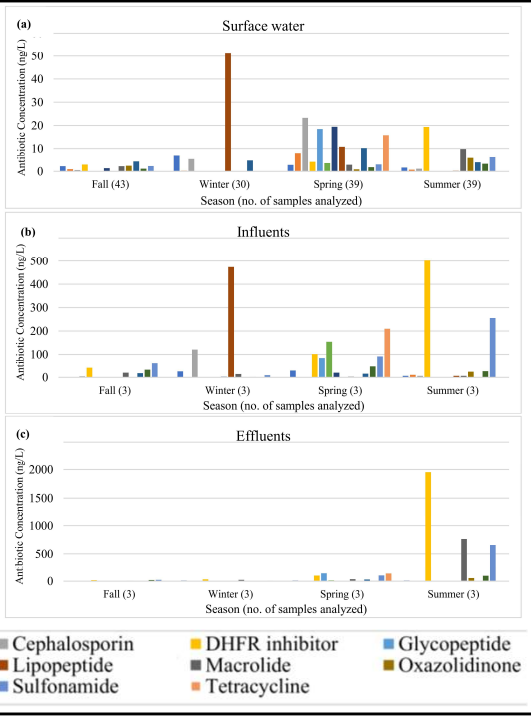 (a) Surface water
Antibiotic Concentration (ng/L)
60
50
40
30
20
10
0
Fall (43) Winter (30) Spring (39) Summer (39)
Season (no. of samples analyzed)
(b) Influents
Antibiotic Concentration (ng/L)
500
400
300
200
100
0
Fall (3) Winter (3) Spring (3) Summer (3)
Season (no. of samples analyzed)
(c) Effluents
Antibiotic Concentration (ng/L)
2000
1500
1000
500
0
Fall (3) Winter (3) Spring (3) Summer (3)
Season (no. of samples analyzed)
Cephalosporin DHFR inhibitor Glycopeptide
Lipopeptide Macrolide Oxazolidinone
Sulfonamide Tetracycline